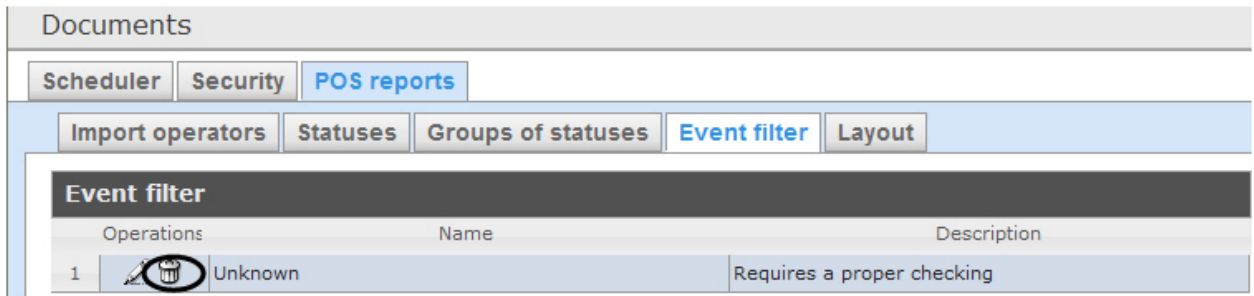 Documents
Scheduler Security POS reports
Import operators Statuses Groups of statuses Event filter Layout
Event filter
Operations Name Description
1 Unknown Requires a proper checking